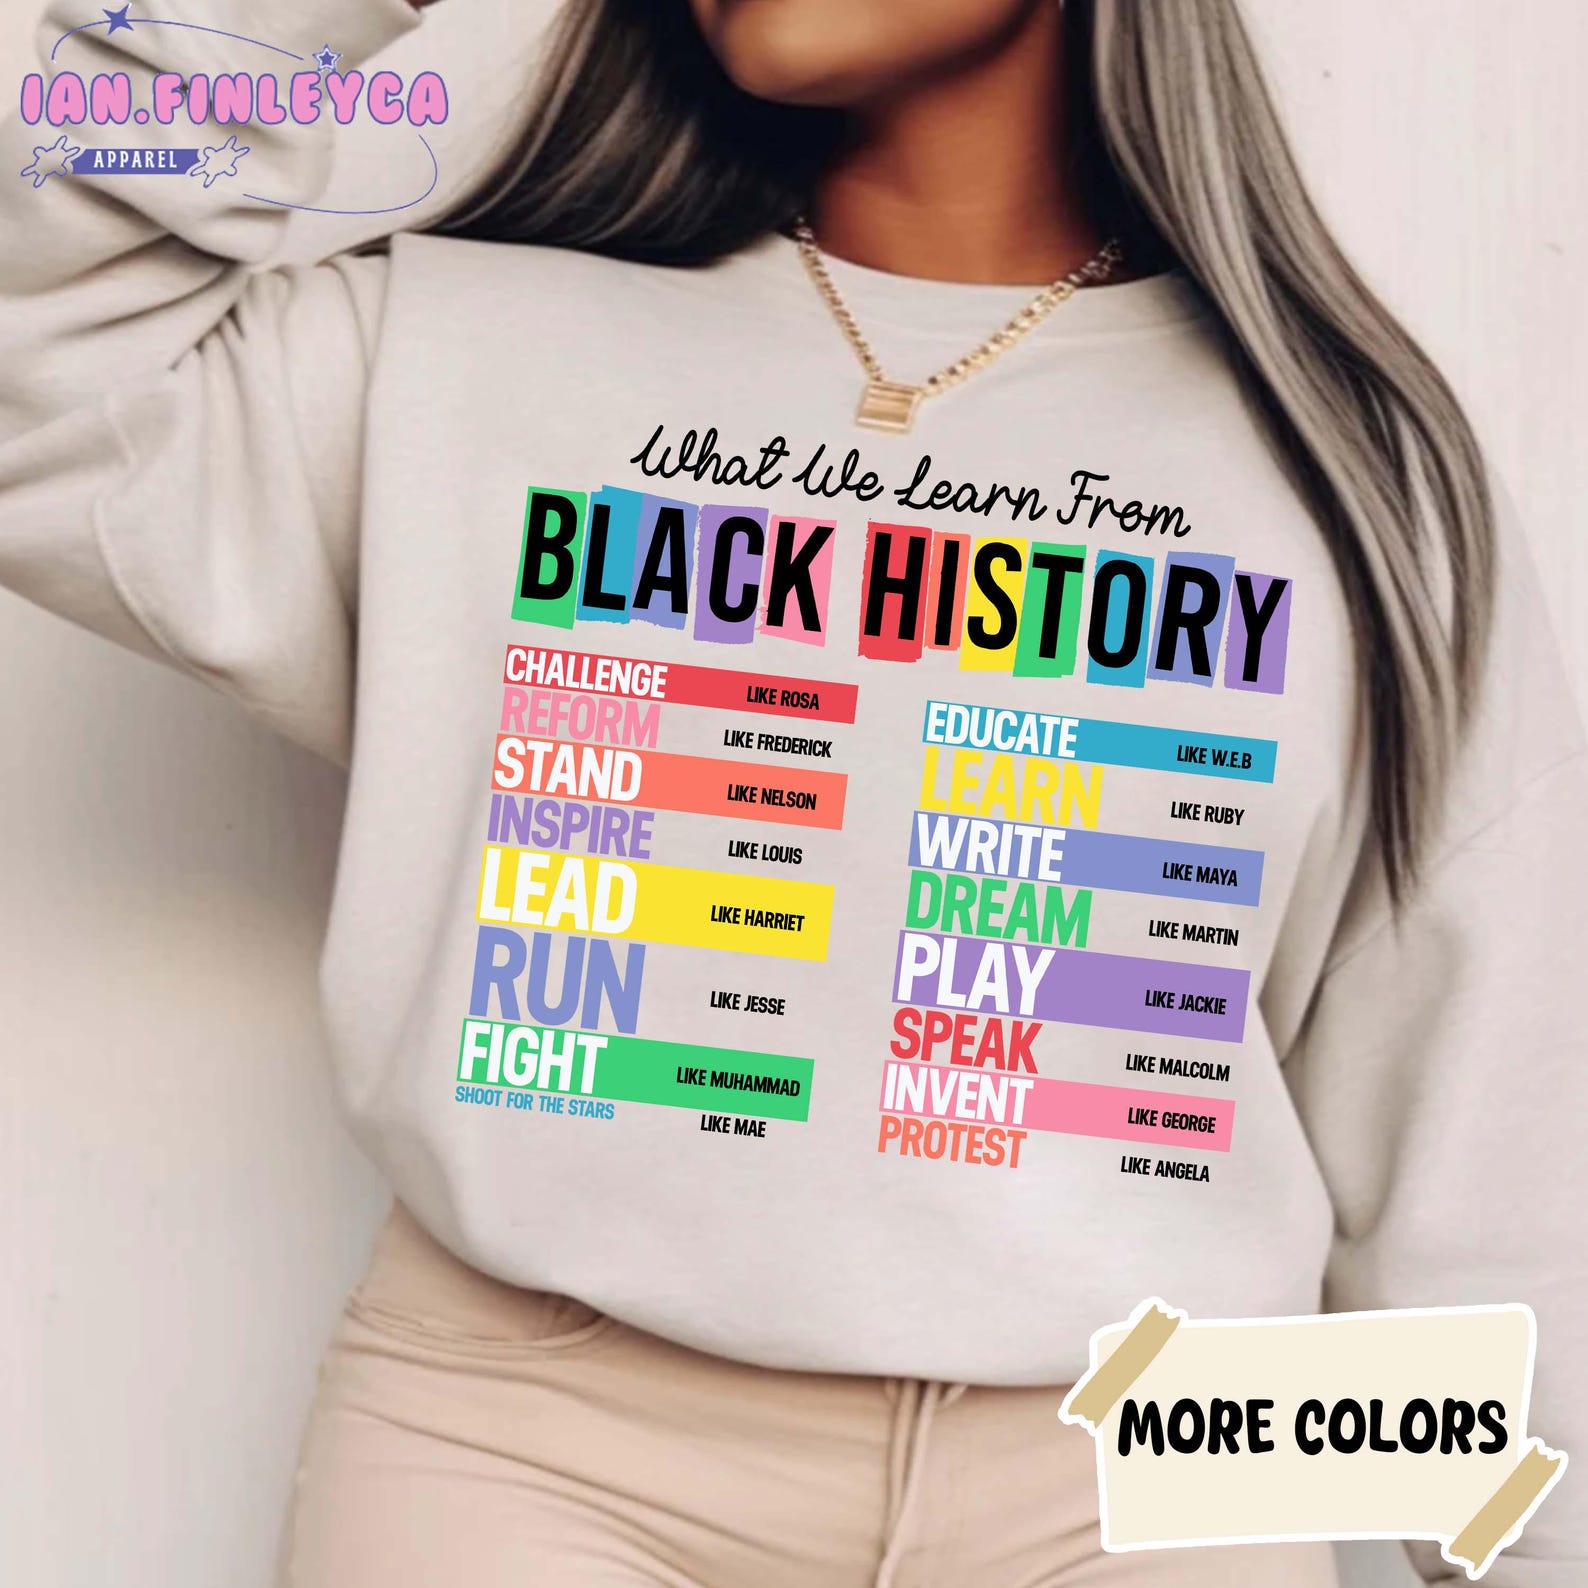 IAN.FINLEYCA
APPAREL
What We Learn From
BLACK HISTORY
CHALLENGE LIKE ROSA
REFORM LIKE FREDERICK
STAND LIKE NELSON
INSPIRE LIKE LOUIS
LEAD LIKE HARRIET
RUN LIKE JESSE
FIGHT LIKE MUHAMMAD
SHOOT FOR THE STARS LIKE MAE
EDUCATE LIKE W.E.B
LEARN LIKE RUBY
WRITE LIKE MAYA
DREAM LIKE MARTIN
PLAY LIKE JACKIE
SPEAK LIKE MALCOLM
INVENT LIKE GEORGE
PROTEST LIKE ANGELA
MORE COLORS